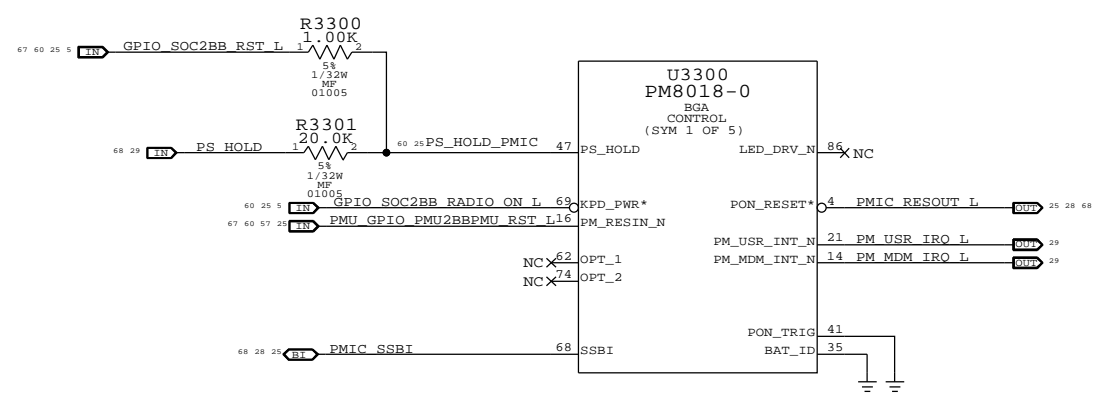 R3300
1.00K
67 60 25 5 IN GPIO_SOC2BB_RST_L 1 2
5%
1/32W
MF
01005
R3301
20.0K
68 29 IN PS_HOLD 1 2 60 25 PS_HOLD_PMIC 47 PS_HOLD
5%
1/32W
MF
01005
U3300
PM8018-0
BGA
CONTROL
(SYM 1 OF 5)
LED_DRV_N 86 NC
60 25 5 IN GPIO_SOC2BB_RADIO_ON_L 69 KPD_PWR* PON_RESET* 4 PMIC_RESOUT_L OUT 25 28 68
67 60 57 25 IN PMU_GPIO_PMU2BBPMU_RST_L 16 PM_RESIN_N
PM_USR_INT_N 21 PM_USR_IRQ_L OUT 29
NC 62 OPT_1 PM_MDM_INT_N 14 PM_MDM_IRQ_L OUT 29
NC 74 OPT_2
PON_TRIG 41
68 28 25 BI PMIC_SSBI 68 SSBI BAT_ID 35